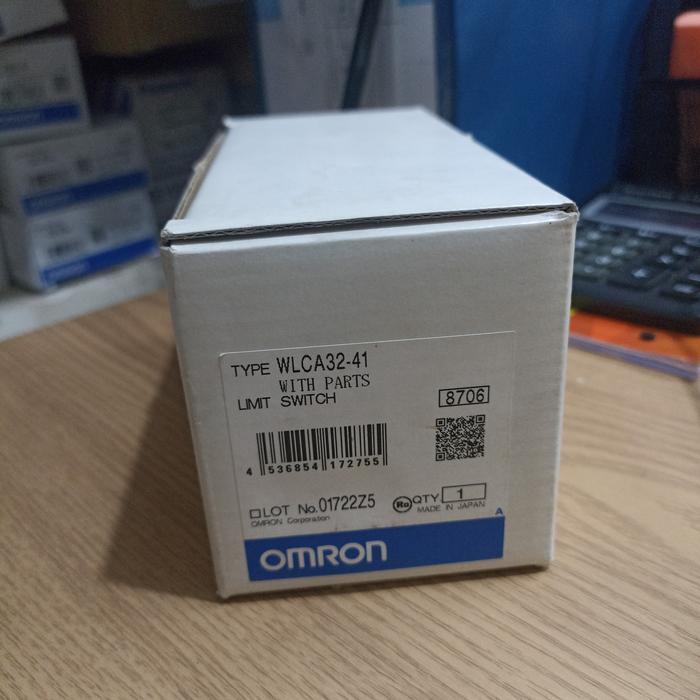 TYPE WLCA32-41
WITH PARTS
LIMIT SWITCH
8706
4 536854 172755
LOT No.01722Z5
Ro QTY 1
OMRON Corporation
MADE IN JAPAN
A
OMRON